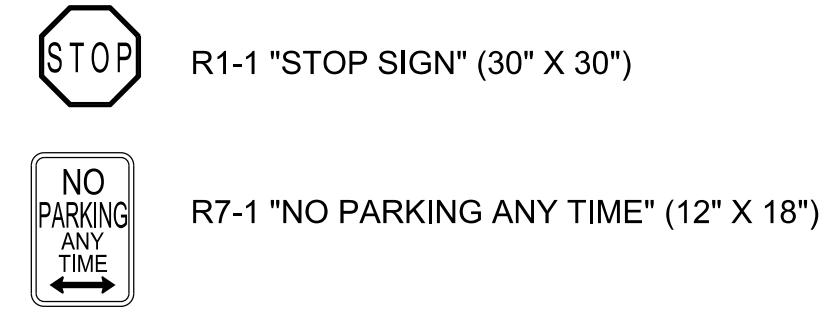 STOP
R1-1 "STOP SIGN" (30" X 30")
NO
PARKING
ANY
TIME
R7-1 "NO PARKING ANY TIME" (12" X 18")